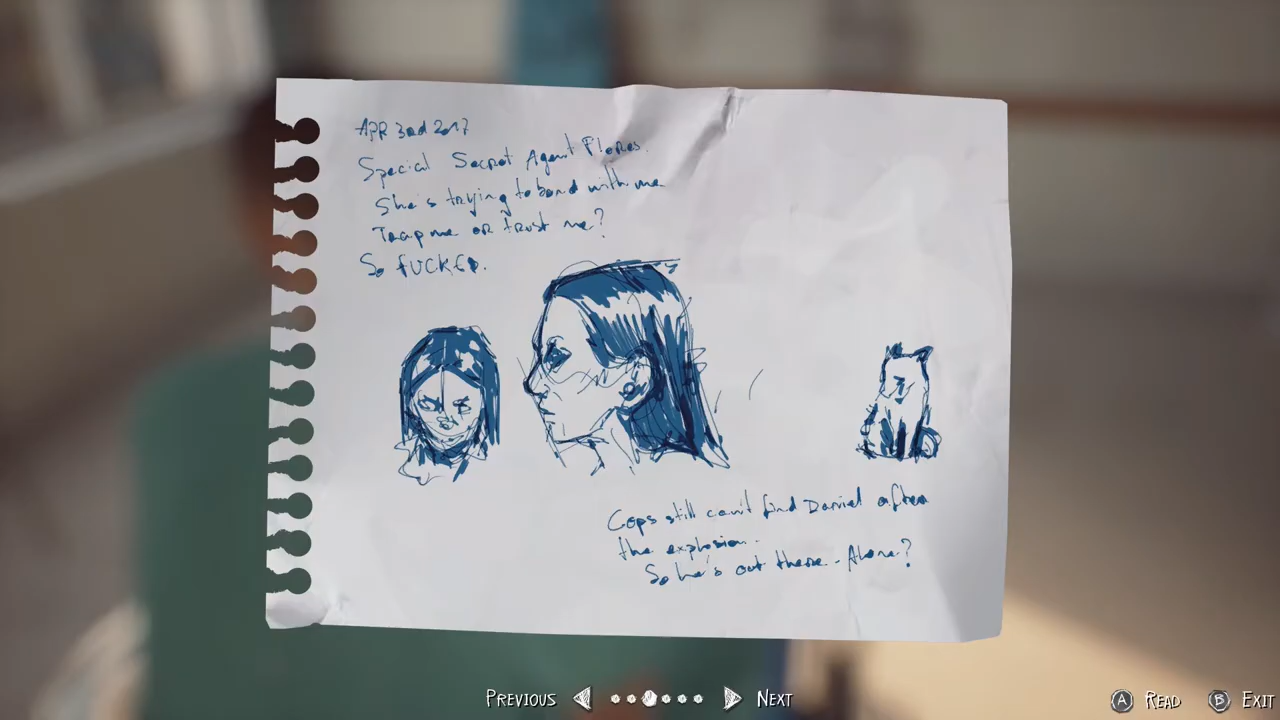 APR 3rd 2017
Special Secret Agent Flores.
She's trying to bond with me
Trap me or trust me?
So FUCKED.
Cops still can't find Daniel after
the explosion.
So he's out there. Alone?
PREVIOUS NEXT
A READ B EXIT